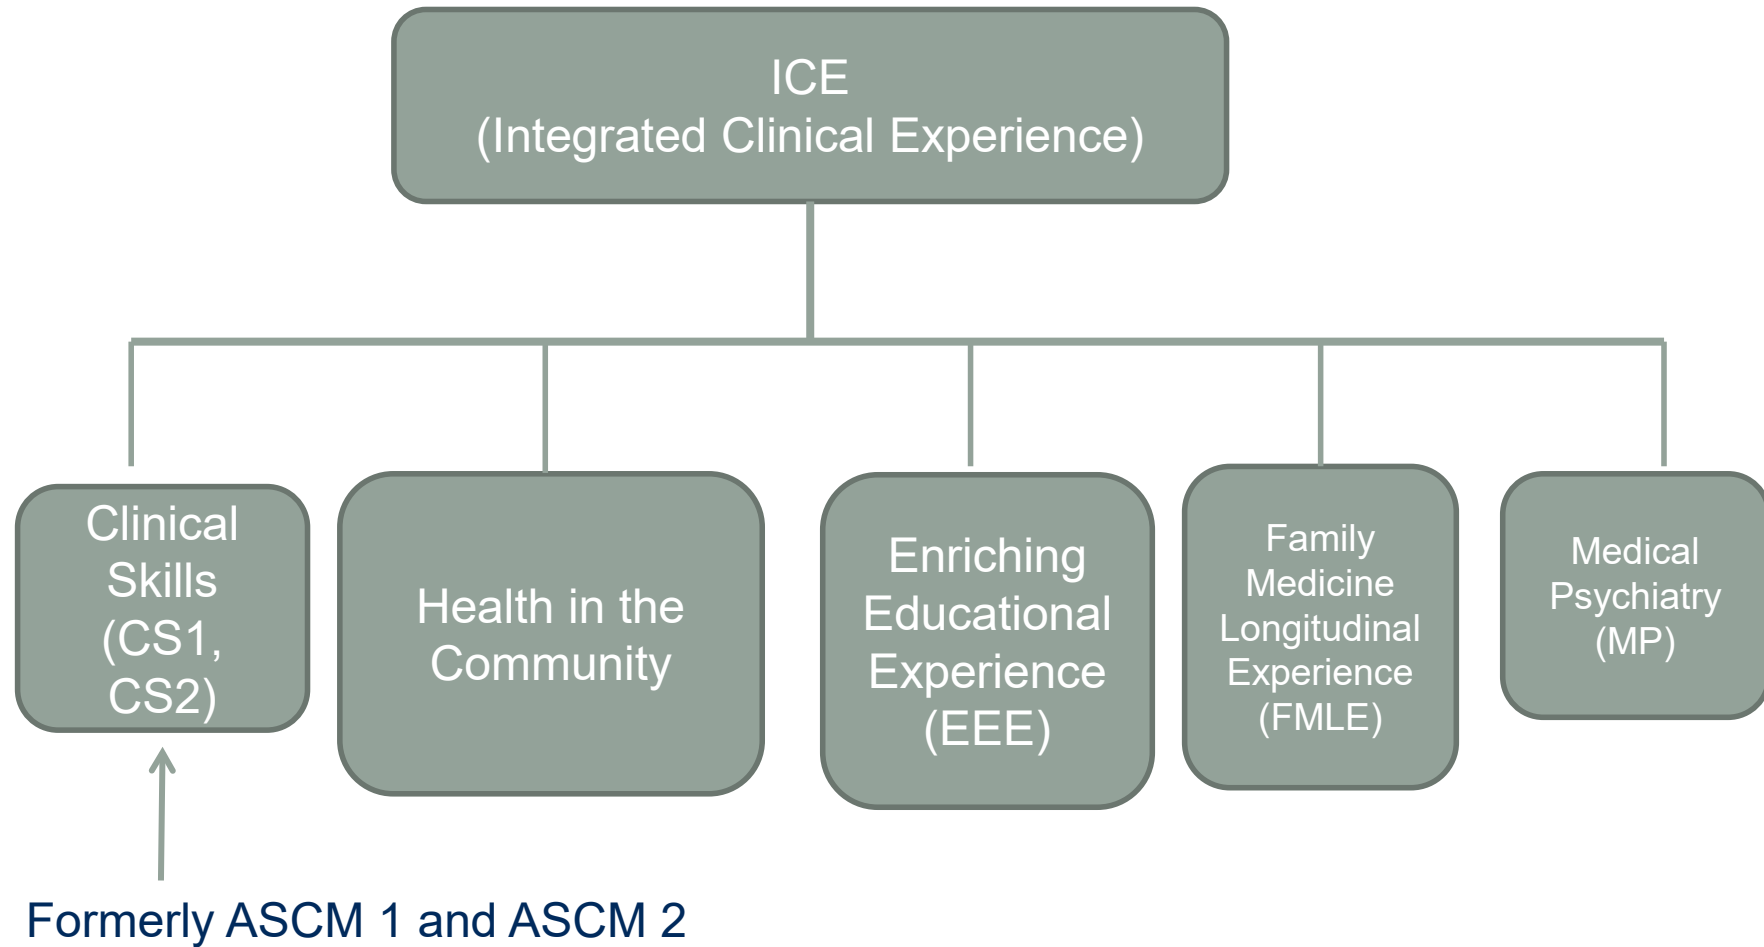 ICE
(Integrated Clinical Experience)
Clinical
Skills
(CS1,
CS2)
Health in the
Community
Enriching
Educational
Experience
(EEE)
Family
Medicine
Longitudinal
Experience
(FMLE)
Medical
Psychiatry
(MP)
Formerly ASCM 1 and ASCM 2